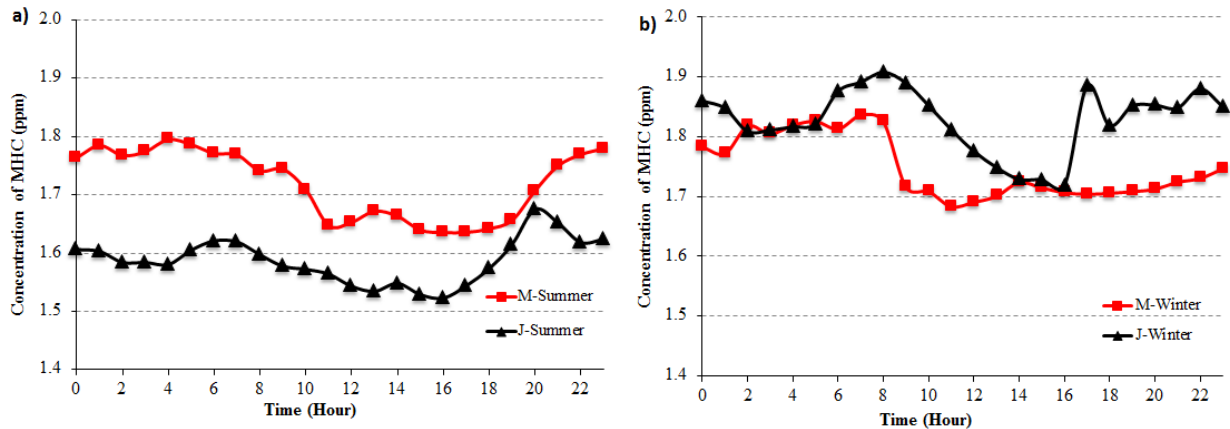 a)
Concentration of MHC (ppm)
2.0
1.9
1.8
1.7
1.6
1.5
1.4
M-Summer
J-Summer
0 2 4 6 8 10 12 14 16 18 20 22
Time (Hour)
b)
Concentration of MHC (ppm)
2.0
1.9
1.8
1.7
1.6
1.5
1.4
M-Winter
J-Winter
0 2 4 6 8 10 12 14 16 18 20 22
Time (Hour)